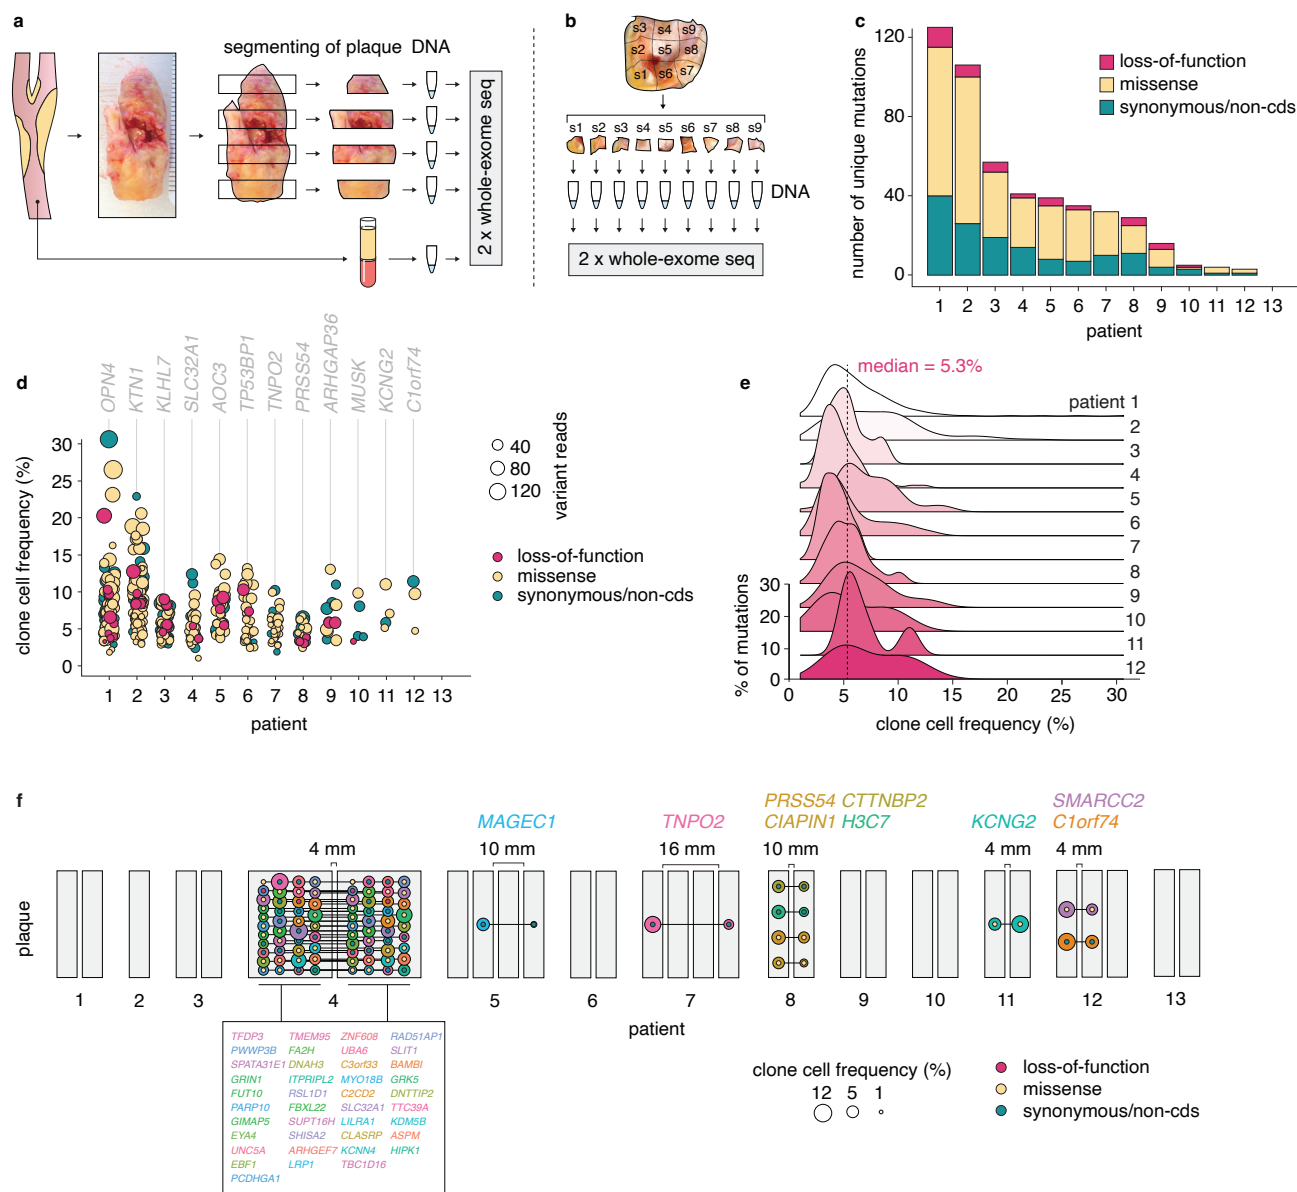 a
segmenting of plaque DNA
2 x whole-exome seq
b
s3 s4 s9
s2 s5 s8
s1 s6 s7
s1 s2 s3 s4 s5 s6 s7 s8 s9
DNA
2 x whole-exome seq
c
number of unique mutations
120
80
40
0
1 2 3 4 5 6 7 8 9 10 11 12 13
patient
loss-of-function
missense
synonymous/non-cds
d
OPN4 KTN1 KLHL7 SLC32A1 AOC3 TP53BP1 TNPO2 PRSS54 ARHGAP36 MUSK KCNG2 C1orf74
clone cell frequency (%)
30
25
20
15
10
5
0
1 2 3 4 5 6 7 8 9 10 11 12 13
patient
40
80
120
variant reads
loss-of-function
missense
synonymous/non-cds
e
median = 5.3%
patient 1
2
3
4
5
6
7
8
9
10
11
12
% of mutations
30
20
10
0
0 5 10 15 20 25 30
clone cell frequency (%)
f
MAGEC1 TNPO2 PRSS54 CTTNBP2 SMARCC2
CIAPIN1 H3C7 KCNG2 C1orf74
4 mm 10 mm 16 mm 10 mm 4 mm 4 mm
plaque
1 2 3 4 5 6 7 8 9 10 11 12 13
patient
TFDP3 TMEM95 ZNF608 RAD51AP1
PWWP3B FA2H UBA6 SLIT1
SPATA31E1 DNAH3 C3orf33 BAMBI
GRIN1 ITPRIPL2 MYO18B GRK5
FUT10 RSL1D1 C2CD2 DNTTIP2
PARP10 FBXL22 SLC32A1 TTC39A
GIMAP5 SUPT16H LILRA1 KDM5B
EYA4 SHISA2 CLASRP ASPM
UNC5A ARHGEF7 KCNN4 HIPK1
EBF1 LRP1 TBC1D16
PCDHGA1
clone cell frequency (%)
12 5 1
loss-of-function
missense
synonymous/non-cds